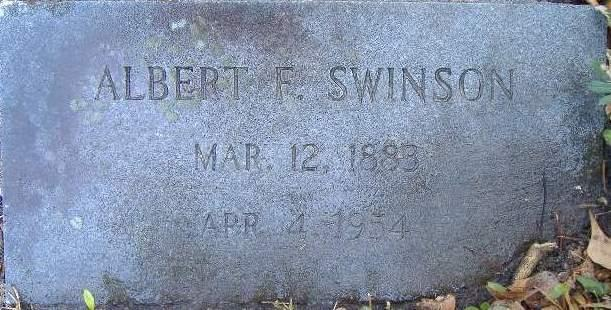 ALBERT F. SWINSON
MAR. 12, 1883
APR. 4, 1954